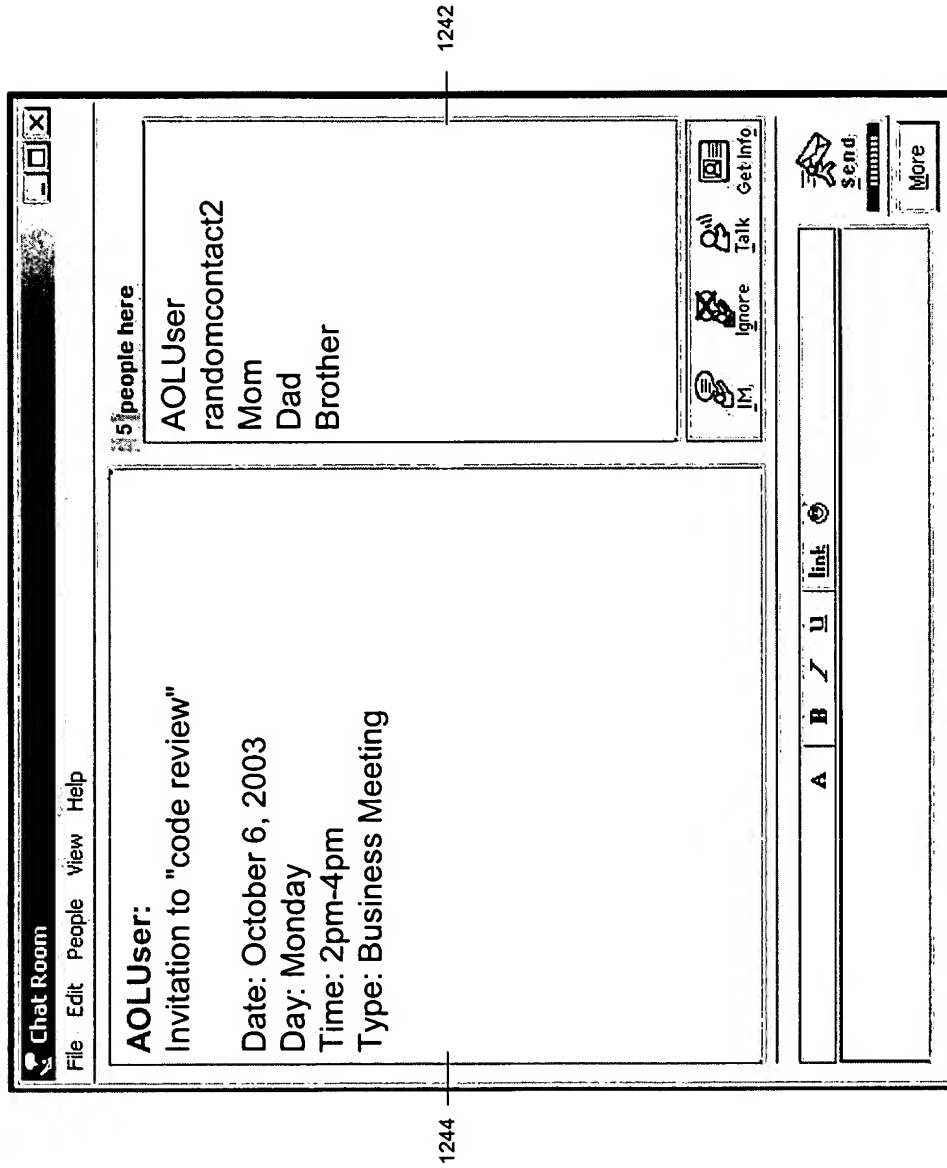 Chat Room
File Edit People View Help
AOLUser:
Invitation to "code review"
Date: October 6, 2003
Day: Monday
Time: 2pm-4pm
Type: Business Meeting
5 people here
AOLUser
randomcontact2
Mom
Dad
Brother
IM Ignore Talk Get Info
A B I U link
Send
More
1244
1242